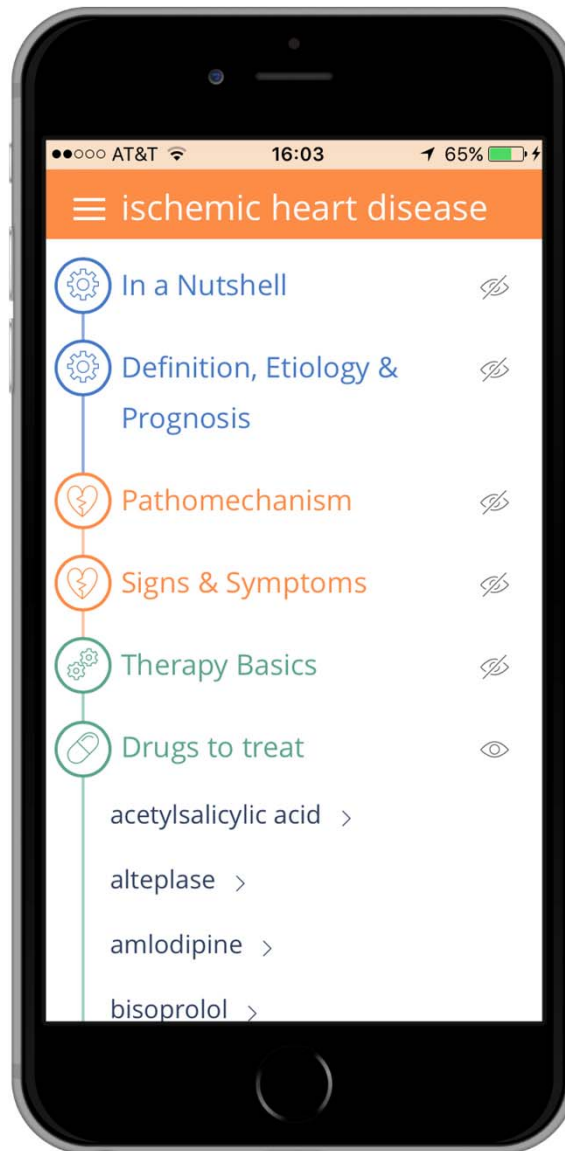 AT&T 16:03 65%
ischemic heart disease
In a Nutshell
Definition, Etiology &
Prognosis
Pathomechanism
Signs & Symptoms
Therapy Basics
Drugs to treat
acetylsalicylic acid
alteplase
amlodipine
bisoprolol